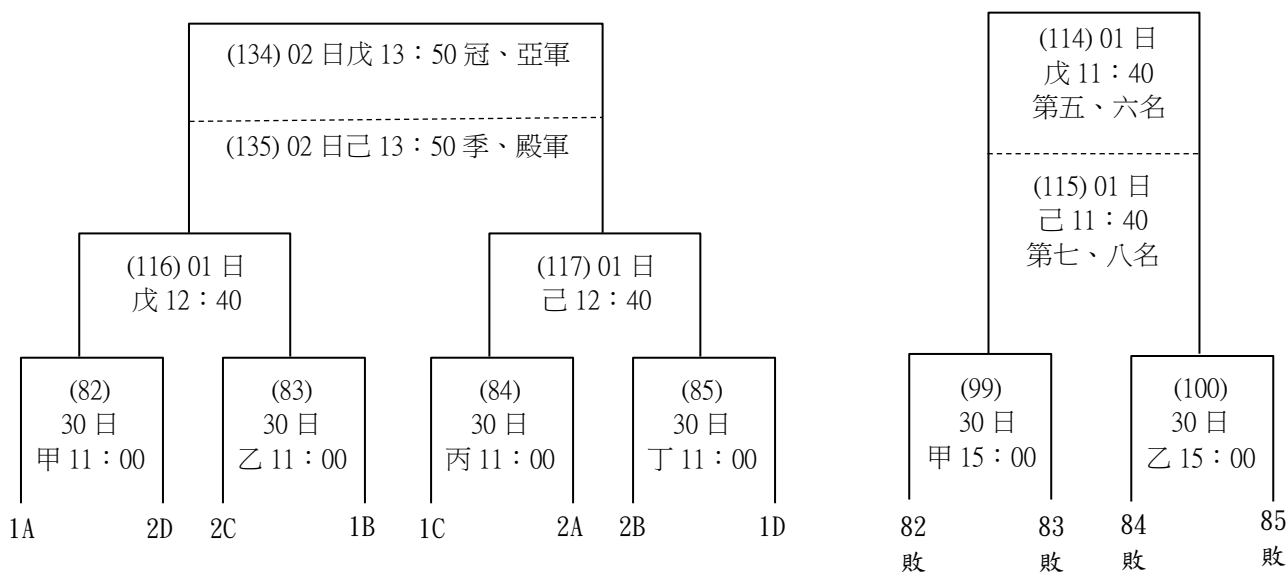 (134) 02 日戊 13：50 冠、亞軍
(135) 02 日己 13：50 季、殿軍
(116) 01 日
戊 12：40
(117) 01 日
己 12：40
(82)
30 日
甲 11：00
(83)
30 日
乙 11：00
(84)
30 日
丙 11：00
(85)
30 日
丁 11：00
1A
2D
2C
1B
1C
2A
2B
1D
(114) 01 日
戊 11：40
第五、六名
(115) 01 日
己 11：40
第七、八名
(99)
30 日
甲 15：00
(100)
30 日
乙 15：00
82
敗
83
敗
84
敗
85
敗